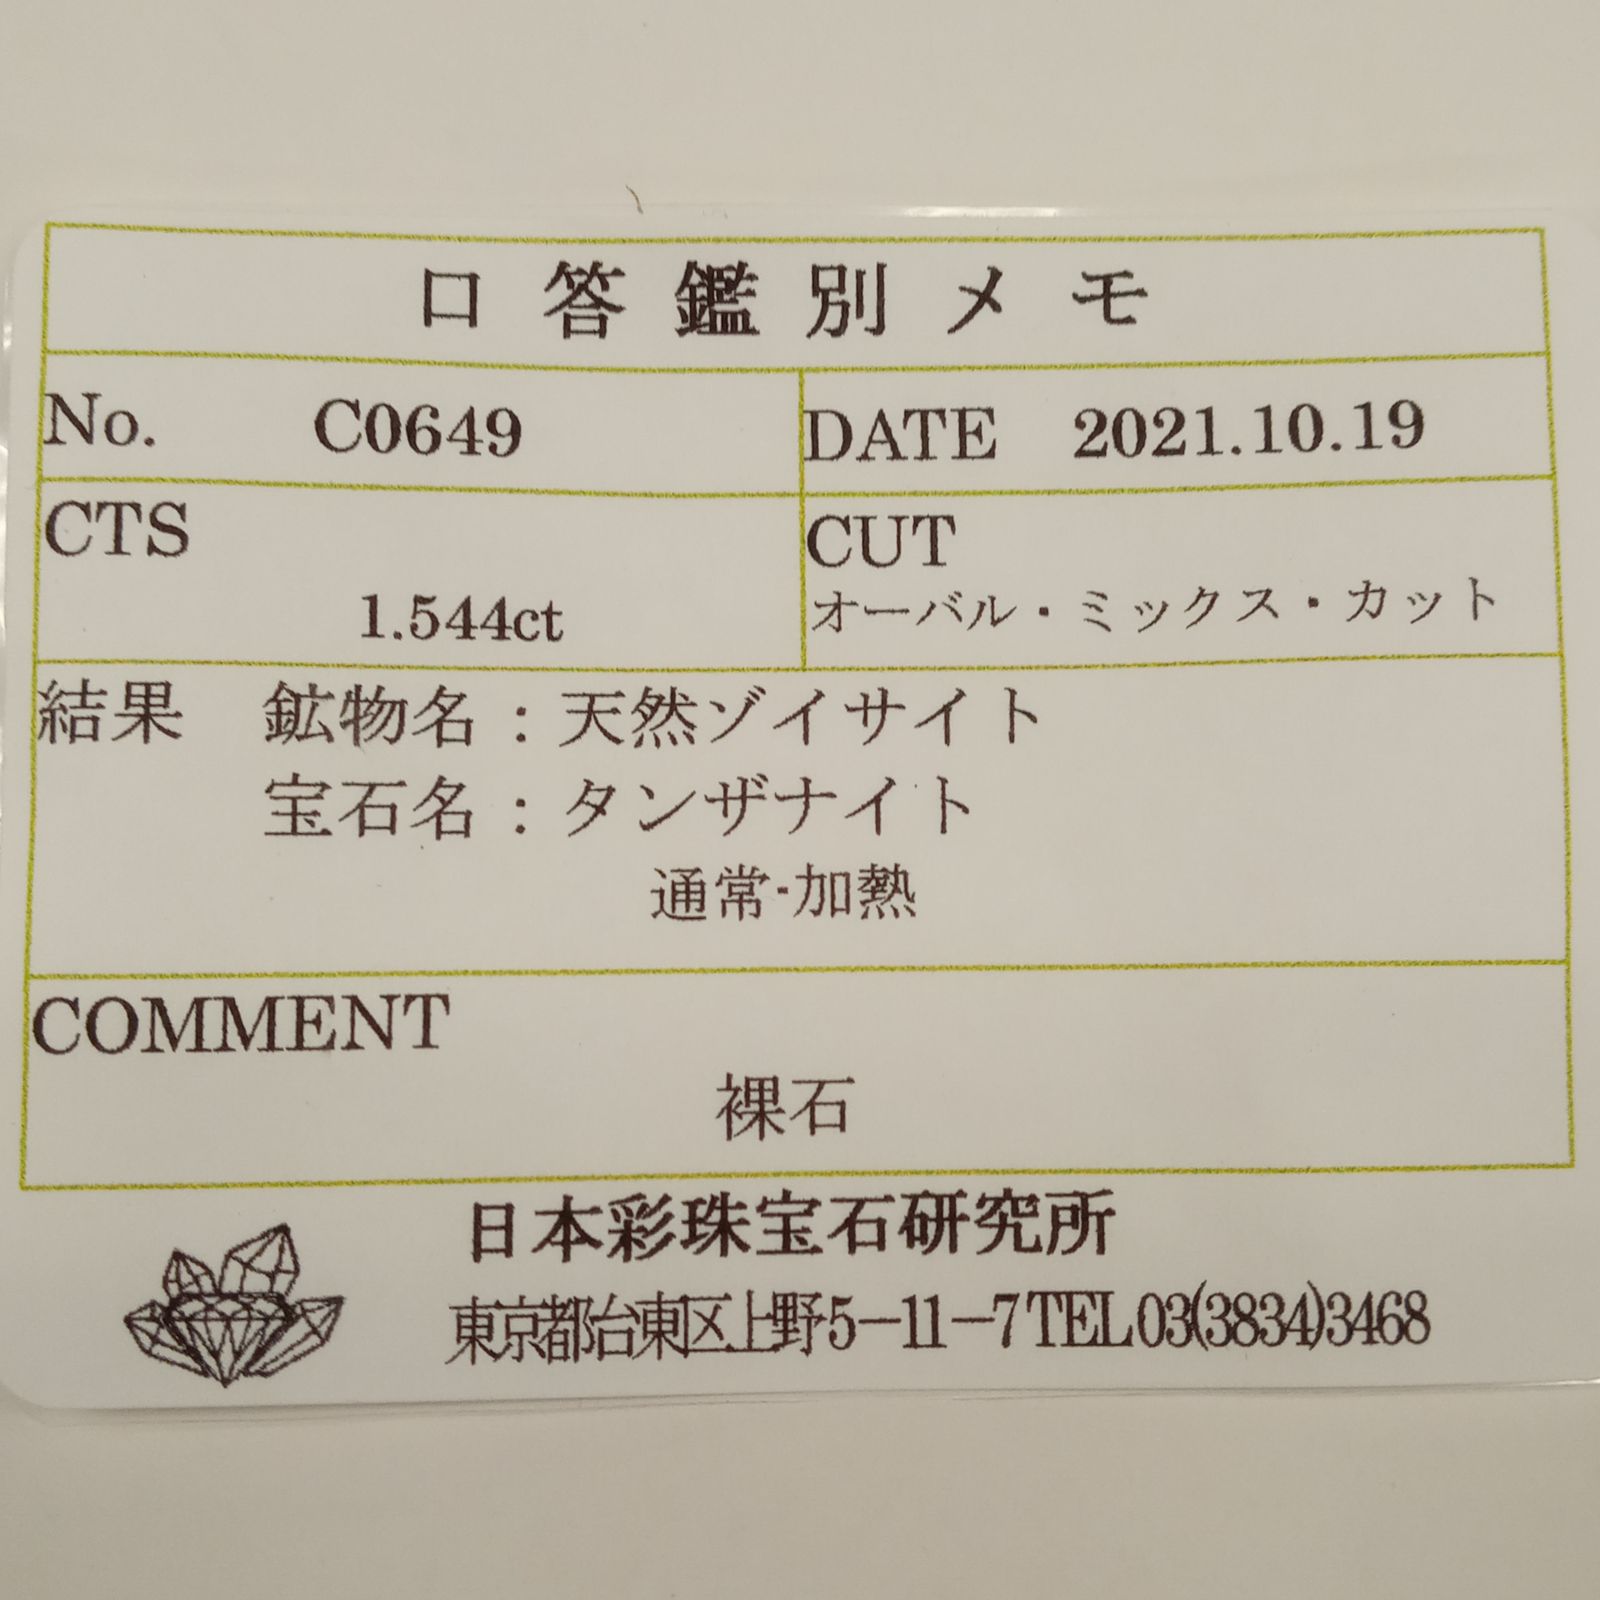 口答鑑別メモ
No. C0649 DATE 2021.10.19
CTS CUT
1.544ct オーバル・ミックス・カット
結果 鉱物名：天然ゾイサイト
宝石名：タンザナイト
通常-加熱
COMMENT
裸石
日本彩珠宝石研究所
東京都台東区上野5－11－7 TEL 03(3834)3468